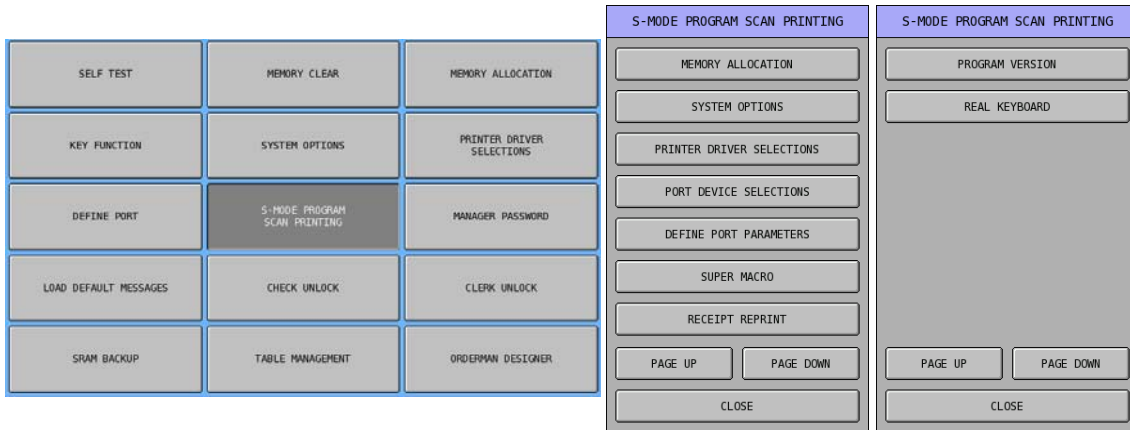 SELF TEST
MEMORY CLEAR
MEMORY ALLOCATION
KEY FUNCTION
SYSTEM OPTIONS
PRINTER DRIVER
SELECTIONS
DEFINE PORT
S-MODE PROGRAM
SCAN PRINTING
MANAGER PASSWORD
LOAD DEFAULT MESSAGES
CHECK UNLOCK
CLERK UNLOCK
SRAM BACKUP
TABLE MANAGEMENT
ORDERMAN DESIGNER
S-MODE PROGRAM SCAN PRINTING
MEMORY ALLOCATION
SYSTEM OPTIONS
PRINTER DRIVER SELECTIONS
PORT DEVICE SELECTIONS
DEFINE PORT PARAMETERS
SUPER MACRO
RECEIPT REPRINT
PAGE UP
PAGE DOWN
CLOSE
S-MODE PROGRAM SCAN PRINTING
PROGRAM VERSION
REAL KEYBOARD
PAGE UP
PAGE DOWN
CLOSE